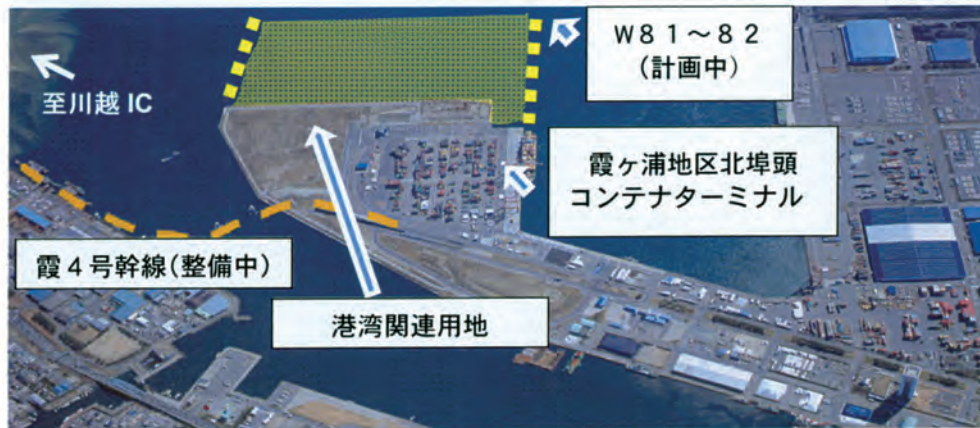 W８１～８２
（計画中）
至川越 IC
霞ヶ浦地区北埠頭
コンテナターミナル
霞４号幹線（整備中）
港湾関連用地